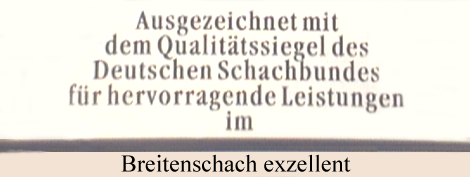 Ausgezeichnet mit
dem Qualitätssiegel des
Deutschen Schachbundes
für hervorragende Leistungen
im
Breitenschach exzellent